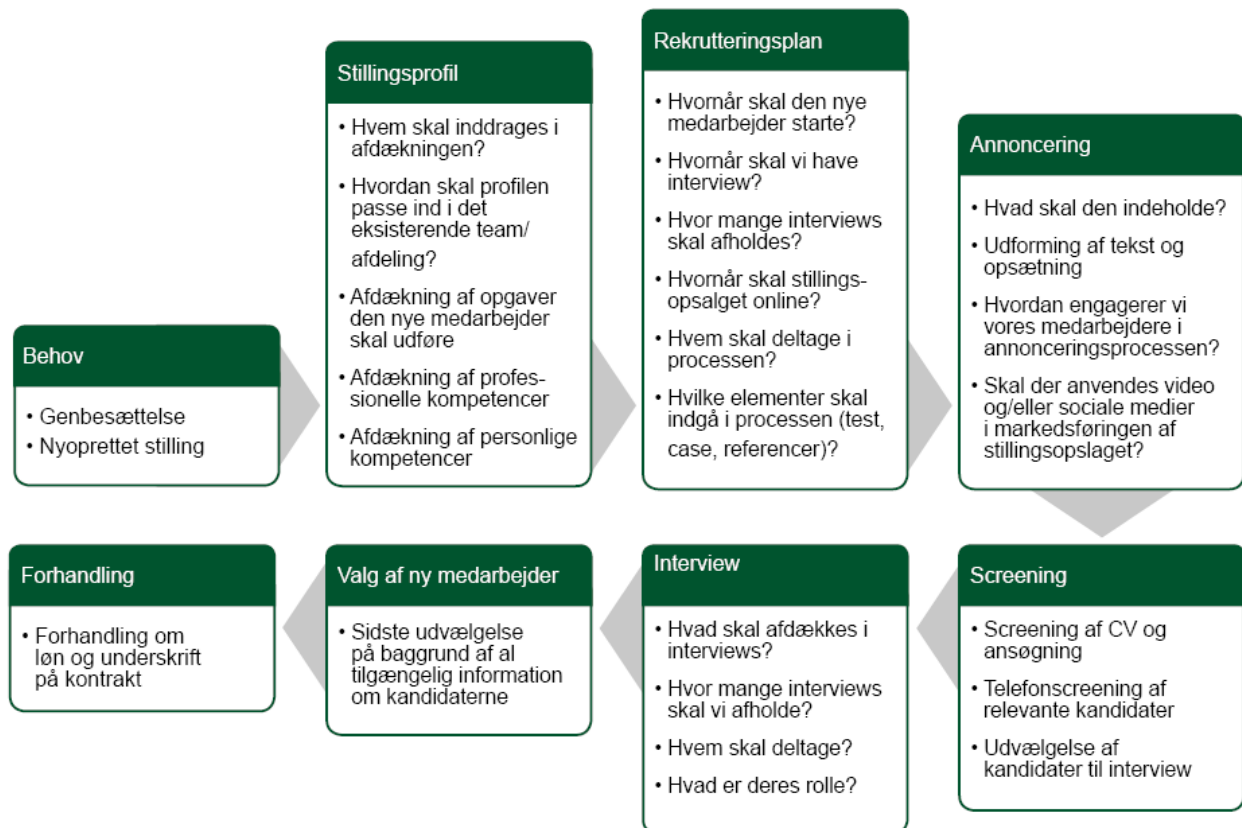 Behov
• Genbesættelse
• Nyoprettet stilling
Stillingsprofil
• Hvem skal inddrages i
afdækningen?
• Hvordan skal profilen
passe ind i det
eksisterende team/
afdeling?
• Afdækning af opgaver
den nye medarbejder
skal udføre
• Afdækning af profes-
sionelle kompetencer
• Afdækning af personlige
kompetencer
Rekrutteringsplan
• Hvornår skal den nye
medarbejder starte?
• Hvornår skal vi have
interview?
• Hvor mange interviews
skal afholdes?
• Hvornår skal stillings-
opsalget online?
• Hvem skal deltage i
processen?
• Hvilke elementer skal
indgå i processen (test,
case, referencer)?
Annoncering
• Hvad skal den indeholde?
• Udforming af tekst og
opsætning
• Hvordan engagerer vi
vores medarbejdere i
annonceringsprocessen?
• Skal der anvendes video
og/eller sociale medier
i markedsføringen af
stillingsopslaget?
Screening
• Screening af CV og
ansøgning
• Telefonscreening af
relevante kandidater
• Udvælgelse af
kandidater til interview
Interview
• Hvad skal afdækkes i
interviews?
• Hvor mange interviews
skal vi afholde?
• Hvem skal deltage?
• Hvad er deres rolle?
Valg af ny medarbejder
• Sidste udvælgelse
på baggrund af al
tilgængelig information
om kandidaterne
Forhandling
• Forhandling om
løn og underskrift
på kontrakt